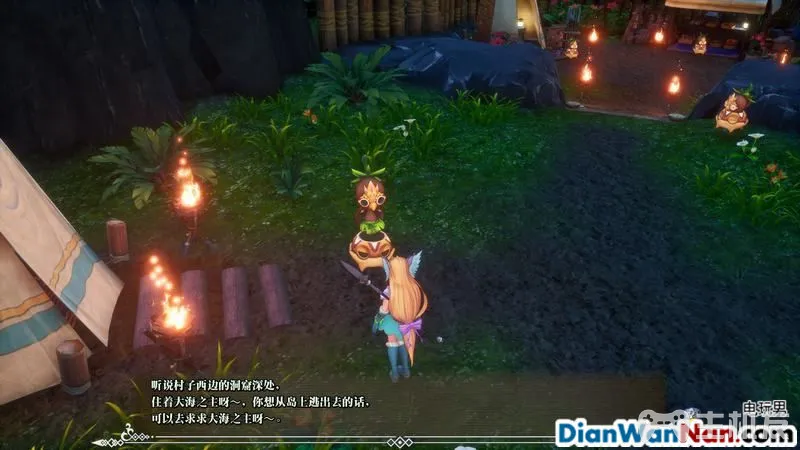 听说村子西边的洞窟深处，
住着大海之主呀～，你想从岛上逃出去的话，
可以去求求大海之主呀～。
电玩男
DianWanNan.com